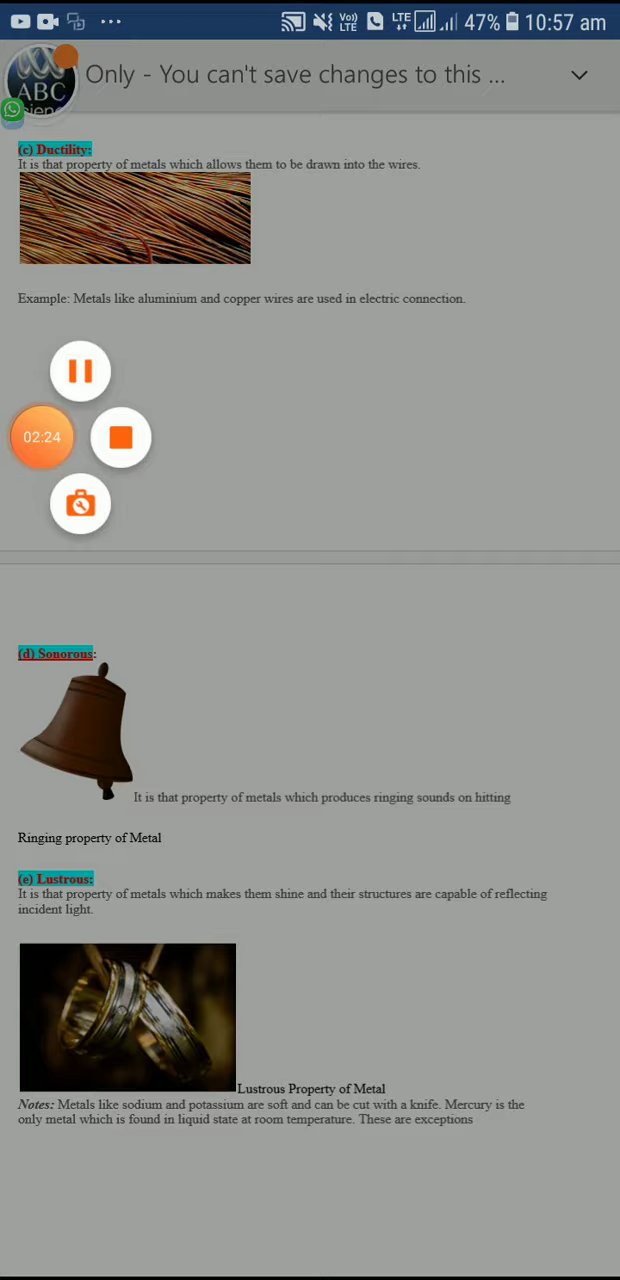 Vo)) LTE LTE 47% 10:57 am
ABC
Only - You can't save changes to this ...
(c) Ductility:
It is that property of metals which allows them to be drawn into the wires.
Example: Metals like aluminium and copper wires are used in electric connection.
02:24
(d) Sonorous:
It is that property of metals which produces ringing sounds on hitting
Ringing property of Metal
(e) Lustrous:
It is that property of metals which makes them shine and their structures are capable of reflecting
incident light.
Lustrous Property of Metal
Notes: Metals like sodium and potassium are soft and can be cut with a knife. Mercury is the
only metal which is found in liquid state at room temperature. These are exceptions